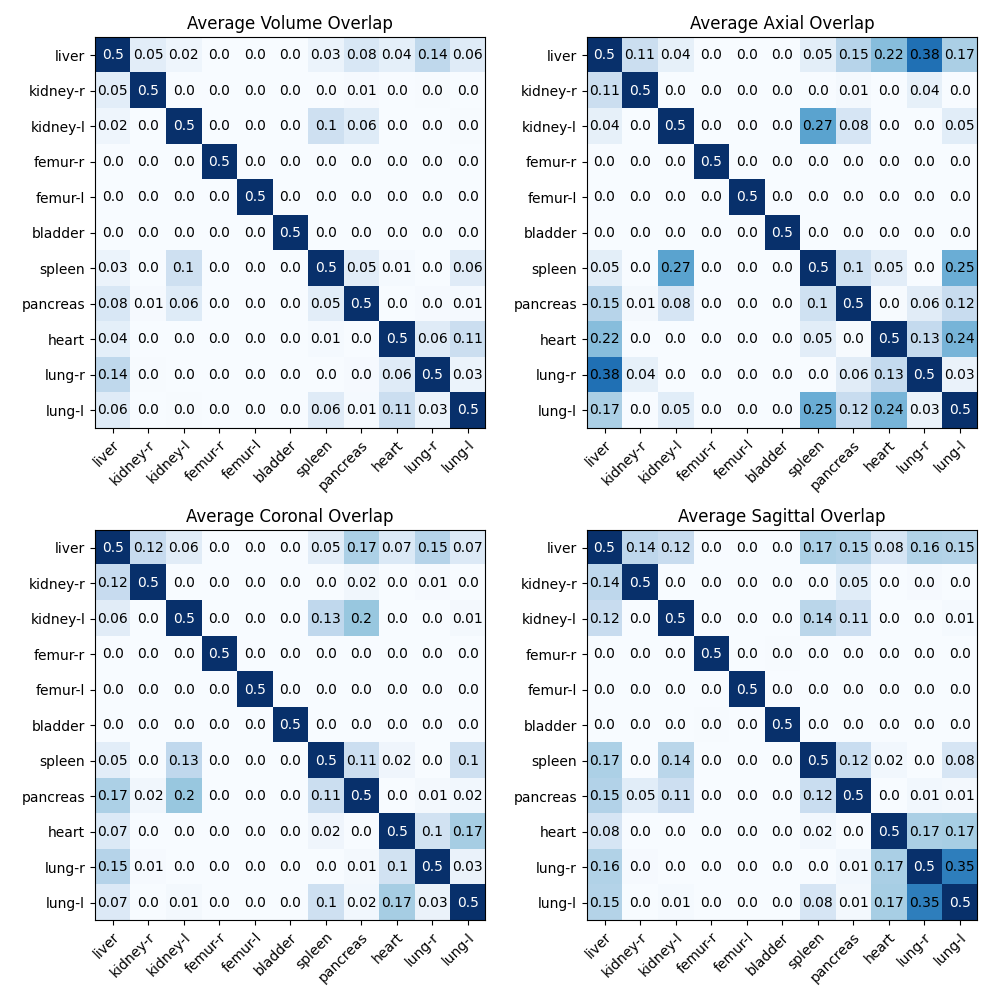 Average Volume Overlap
liver 0.5 0.05 0.02 0.0 0.0 0.0 0.03 0.08 0.04 0.14 0.06
kidney-r 0.05 0.5 0.0 0.0 0.0 0.0 0.0 0.01 0.0 0.0 0.0
kidney-l 0.02 0.0 0.5 0.0 0.0 0.0 0.1 0.06 0.0 0.0 0.0
femur-r 0.0 0.0 0.0 0.5 0.0 0.0 0.0 0.0 0.0 0.0 0.0
femur-l 0.0 0.0 0.0 0.0 0.5 0.0 0.0 0.0 0.0 0.0 0.0
bladder 0.0 0.0 0.0 0.0 0.0 0.5 0.0 0.0 0.0 0.0 0.0
spleen 0.03 0.0 0.1 0.0 0.0 0.0 0.5 0.05 0.01 0.0 0.06
pancreas 0.08 0.01 0.06 0.0 0.0 0.0 0.05 0.5 0.0 0.0 0.01
heart 0.04 0.0 0.0 0.0 0.0 0.0 0.01 0.0 0.5 0.06 0.11
lung-r 0.14 0.0 0.0 0.0 0.0 0.0 0.0 0.0 0.06 0.5 0.03
lung-l 0.06 0.0 0.0 0.0 0.0 0.0 0.06 0.01 0.11 0.03 0.5
liver kidney-r kidney-l femur-r femur-l bladder spleen pancreas heart lung-r lung-l
Average Axial Overlap
liver 0.5 0.11 0.04 0.0 0.0 0.0 0.05 0.15 0.22 0.38 0.17
kidney-r 0.11 0.5 0.0 0.0 0.0 0.0 0.0 0.01 0.0 0.04 0.0
kidney-l 0.04 0.0 0.5 0.0 0.0 0.0 0.27 0.08 0.0 0.0 0.05
femur-r 0.0 0.0 0.0 0.5 0.0 0.0 0.0 0.0 0.0 0.0 0.0
femur-l 0.0 0.0 0.0 0.0 0.5 0.0 0.0 0.0 0.0 0.0 0.0
bladder 0.0 0.0 0.0 0.0 0.0 0.5 0.0 0.0 0.0 0.0 0.0
spleen 0.05 0.0 0.27 0.0 0.0 0.0 0.5 0.1 0.05 0.0 0.25
pancreas 0.15 0.01 0.08 0.0 0.0 0.0 0.1 0.5 0.0 0.06 0.12
heart 0.22 0.0 0.0 0.0 0.0 0.0 0.05 0.0 0.5 0.13 0.24
lung-r 0.38 0.04 0.0 0.0 0.0 0.0 0.0 0.06 0.13 0.5 0.03
lung-l 0.17 0.0 0.05 0.0 0.0 0.0 0.25 0.12 0.24 0.03 0.5
liver kidney-r kidney-l femur-r femur-l bladder spleen pancreas heart lung-r lung-l
Average Coronal Overlap
liver 0.5 0.12 0.06 0.0 0.0 0.0 0.05 0.17 0.07 0.15 0.07
kidney-r 0.12 0.5 0.0 0.0 0.0 0.0 0.0 0.02 0.0 0.01 0.0
kidney-l 0.06 0.0 0.5 0.0 0.0 0.0 0.13 0.2 0.0 0.0 0.01
femur-r 0.0 0.0 0.0 0.5 0.0 0.0 0.0 0.0 0.0 0.0 0.0
femur-l 0.0 0.0 0.0 0.0 0.5 0.0 0.0 0.0 0.0 0.0 0.0
bladder 0.0 0.0 0.0 0.0 0.0 0.5 0.0 0.0 0.0 0.0 0.0
spleen 0.05 0.0 0.13 0.0 0.0 0.0 0.5 0.11 0.02 0.0 0.1
pancreas 0.17 0.02 0.2 0.0 0.0 0.0 0.11 0.5 0.0 0.01 0.02
heart 0.07 0.0 0.0 0.0 0.0 0.0 0.02 0.0 0.5 0.1 0.17
lung-r 0.15 0.01 0.0 0.0 0.0 0.0 0.0 0.01 0.1 0.5 0.03
lung-l 0.07 0.0 0.01 0.0 0.0 0.0 0.1 0.02 0.17 0.03 0.5
liver kidney-r kidney-l femur-r femur-l bladder spleen pancreas heart lung-r lung-l
Average Sagittal Overlap
liver 0.5 0.14 0.12 0.0 0.0 0.0 0.17 0.15 0.08 0.16 0.15
kidney-r 0.14 0.5 0.0 0.0 0.0 0.0 0.0 0.05 0.0 0.0 0.0
kidney-l 0.12 0.0 0.5 0.0 0.0 0.0 0.14 0.11 0.0 0.0 0.01
femur-r 0.0 0.0 0.0 0.5 0.0 0.0 0.0 0.0 0.0 0.0 0.0
femur-l 0.0 0.0 0.0 0.0 0.5 0.0 0.0 0.0 0.0 0.0 0.0
bladder 0.0 0.0 0.0 0.0 0.0 0.5 0.0 0.0 0.0 0.0 0.0
spleen 0.17 0.0 0.14 0.0 0.0 0.0 0.5 0.12 0.02 0.0 0.08
pancreas 0.15 0.05 0.11 0.0 0.0 0.0 0.12 0.5 0.0 0.01 0.01
heart 0.08 0.0 0.0 0.0 0.0 0.0 0.02 0.0 0.5 0.17 0.17
lung-r 0.16 0.0 0.0 0.0 0.0 0.0 0.0 0.01 0.17 0.5 0.35
lung-l 0.15 0.0 0.01 0.0 0.0 0.0 0.08 0.01 0.17 0.35 0.5
liver kidney-r kidney-l femur-r femur-l bladder spleen pancreas heart lung-r lung-l